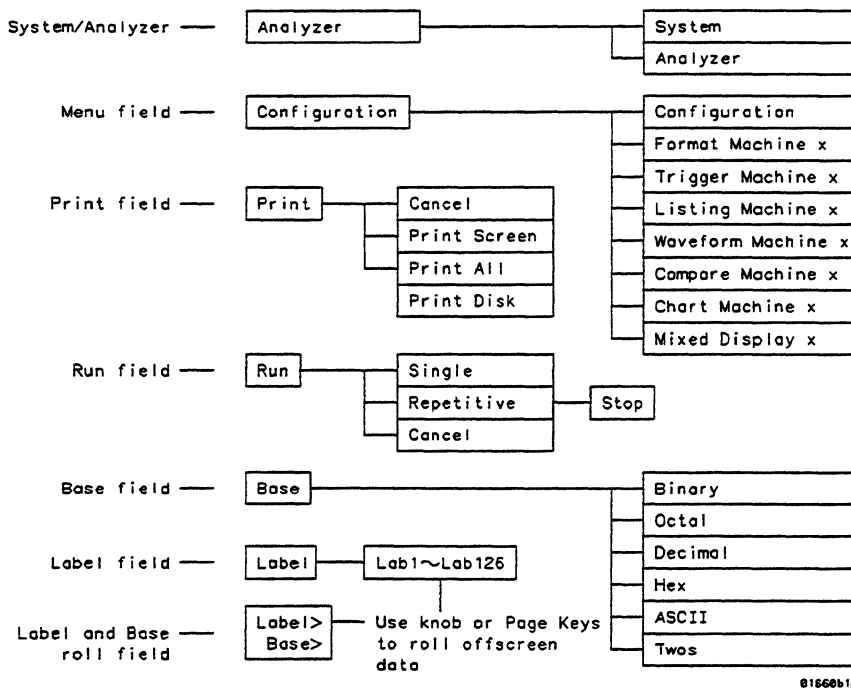 System/Analyzer
Analyzer
System
Analyzer
Menu field
Configuration
Configuration
Format Machine x
Trigger Machine x
Listing Machine x
Waveform Machine x
Compare Machine x
Chart Machine x
Mixed Display x
Print field
Print
Cancel
Print Screen
Print All
Print Disk
Run field
Run
Single
Repetitive
Stop
Cancel
Base field
Base
Binary
Octal
Decimal
Hex
ASCII
Twos
Label field
Label
Lab1~Lab126
Label and Base
roll field
Label>
Base>
Use knob or Page Keys
to roll offscreen
data